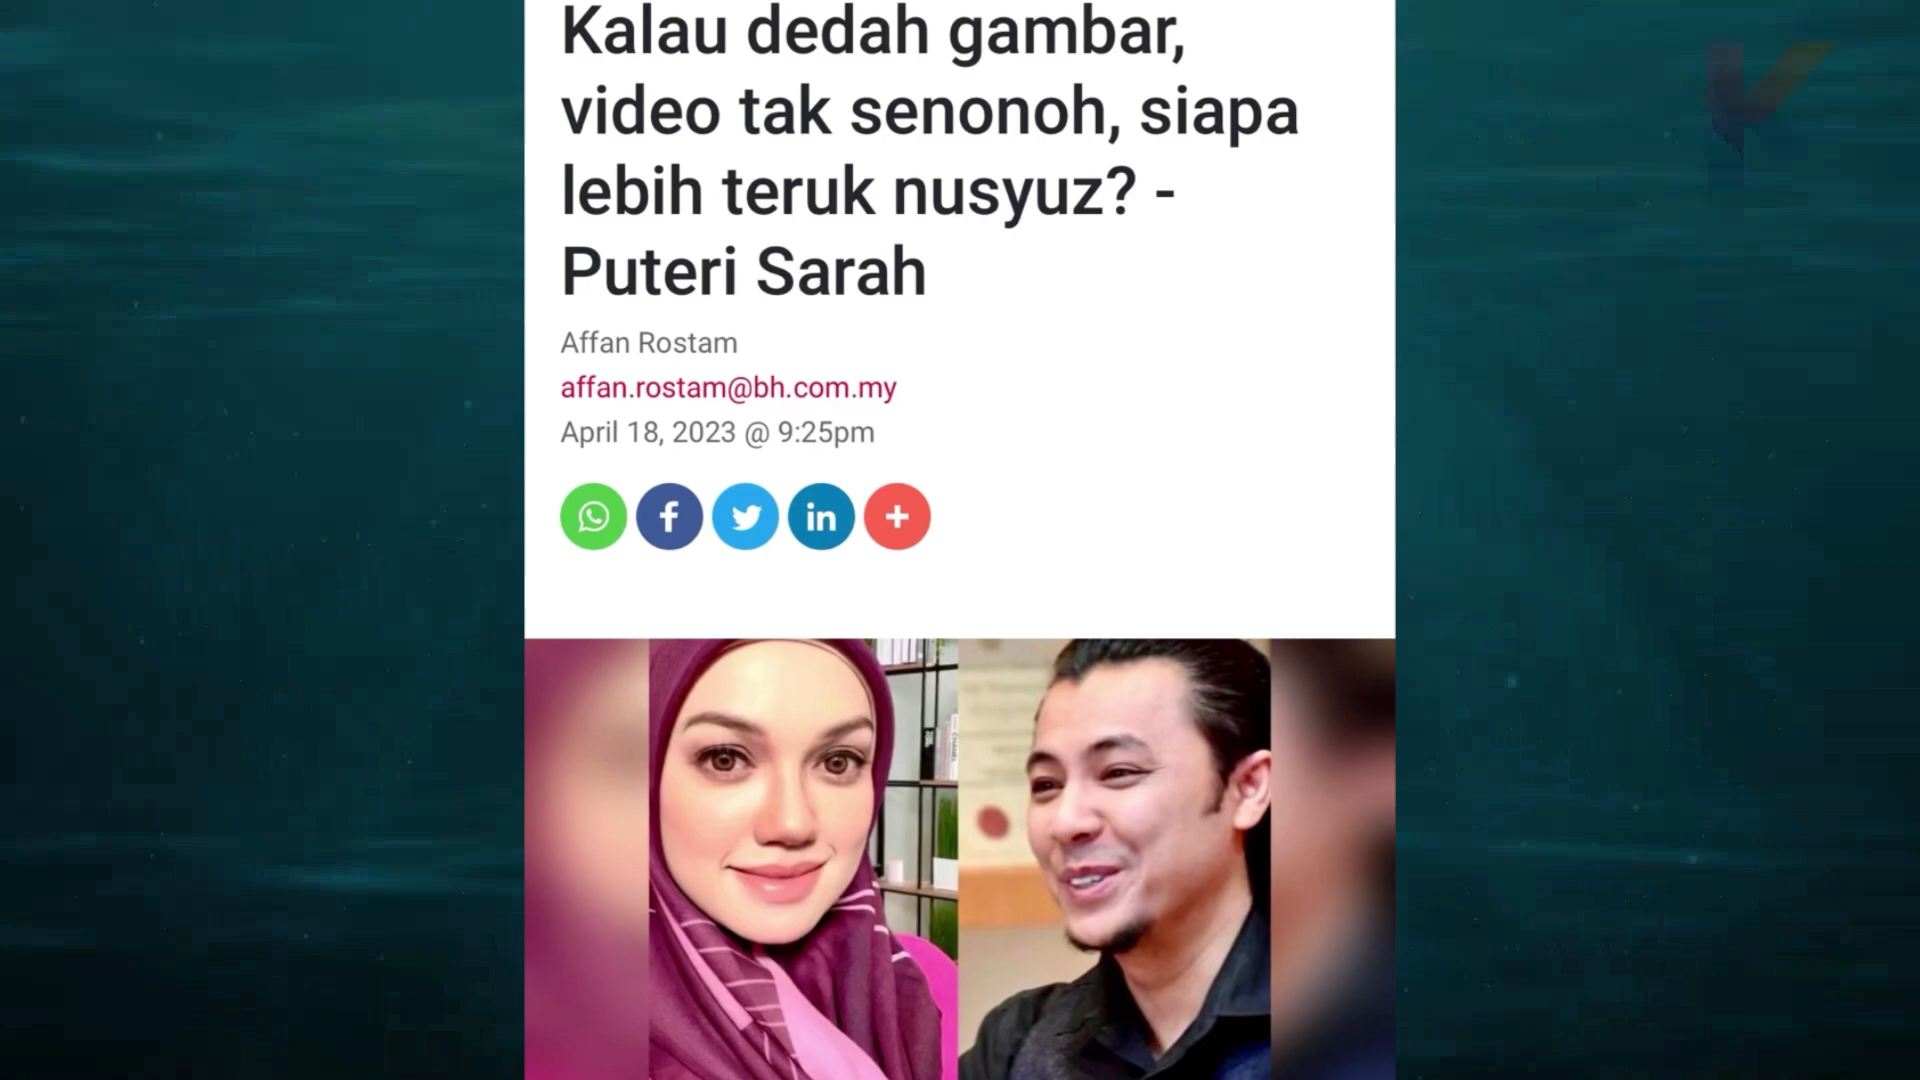 Kalau dedah gambar,
video tak senonoh, siapa
lebih teruk nusyuz? -
Puteri Sarah
Affan Rostam
affan.rostam@bh.com.my
April 18, 2023 @ 9:25pm